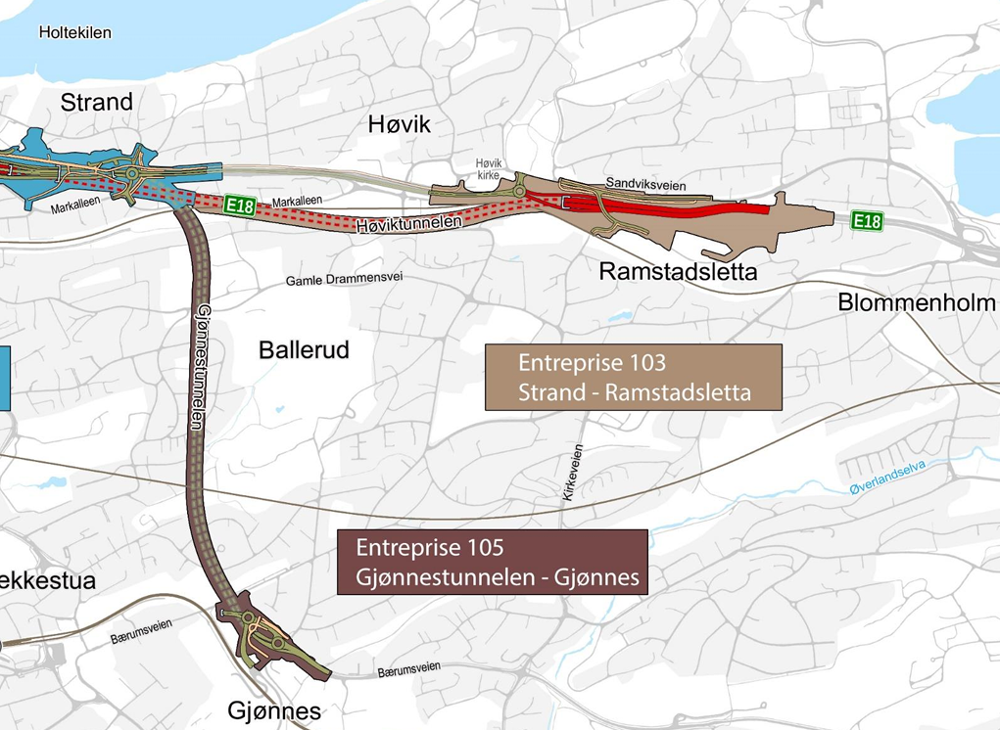 Holtekilen
Strand
Høvik
Høvik
kirke
Sandviksveien
Markalleen
E18
Markalleen
Høviktunnelen
E18
Ramstadsletta
Gamle Drammensvei
Blommenholm
Gjønnestunnelen
Ballerud
Entreprise 103
Strand - Ramstadsletta
Kirkeveien
Øverlandselva
Entreprise 105
Gjønnestunnelen - Gjønnes
ekkestua
Bærumsveien
Bærumsveien
Gjønnes